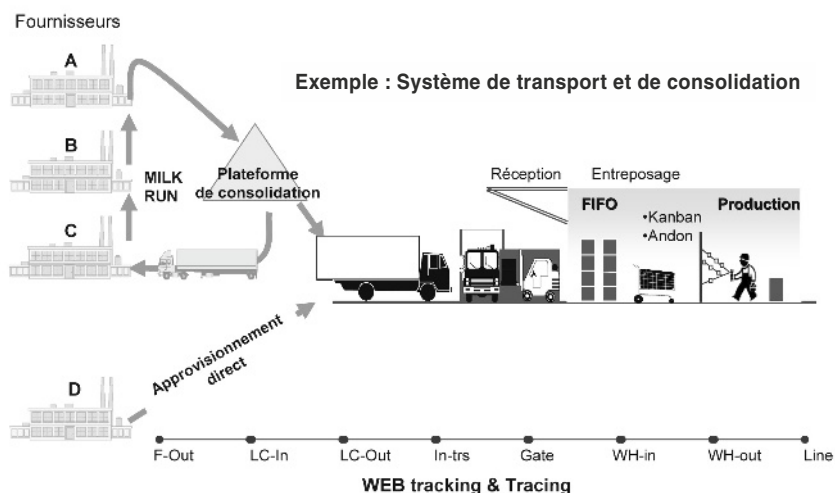 Fournisseurs
A
Exemple : Système de transport et de consolidation
B
MILK
RUN
Plateforme
de consolidation
Réception
Entreposage
FIFO
•Kanban
•Andon
Production
C
Approvisionnement
direct
D
F-Out
LC-In
LC-Out
In-trs
Gate
WH-in
WH-out
Line
WEB tracking & Tracing